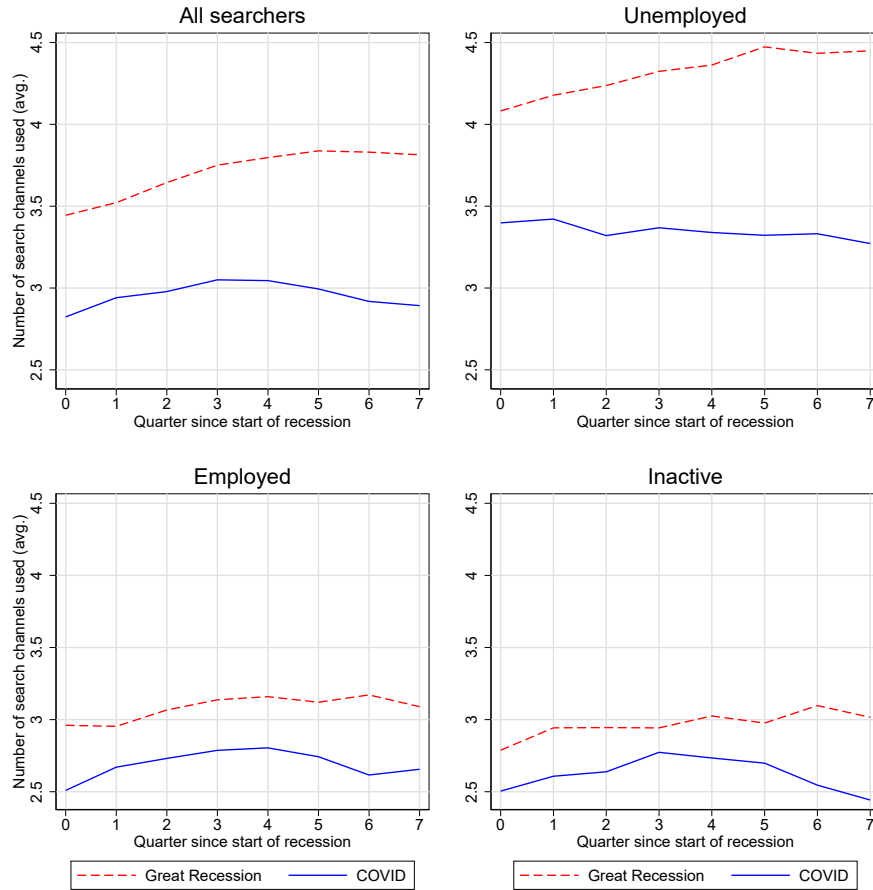 All searchers
Number of search channels used (avg.)
4.5
4
3.5
3
2.5
0 1 2 3 4 5 6 7
Quarter since start of recession
Unemployed
4.5
4
3.5
3
2.5
0 1 2 3 4 5 6 7
Quarter since start of recession
Employed
Number of search channels used (avg.)
4.5
4
3.5
3
2.5
0 1 2 3 4 5 6 7
Quarter since start of recession
Great Recession COVID
Inactive
4.5
4
3.5
3
2.5
0 1 2 3 4 5 6 7
Quarter since start of recession
Great Recession COVID